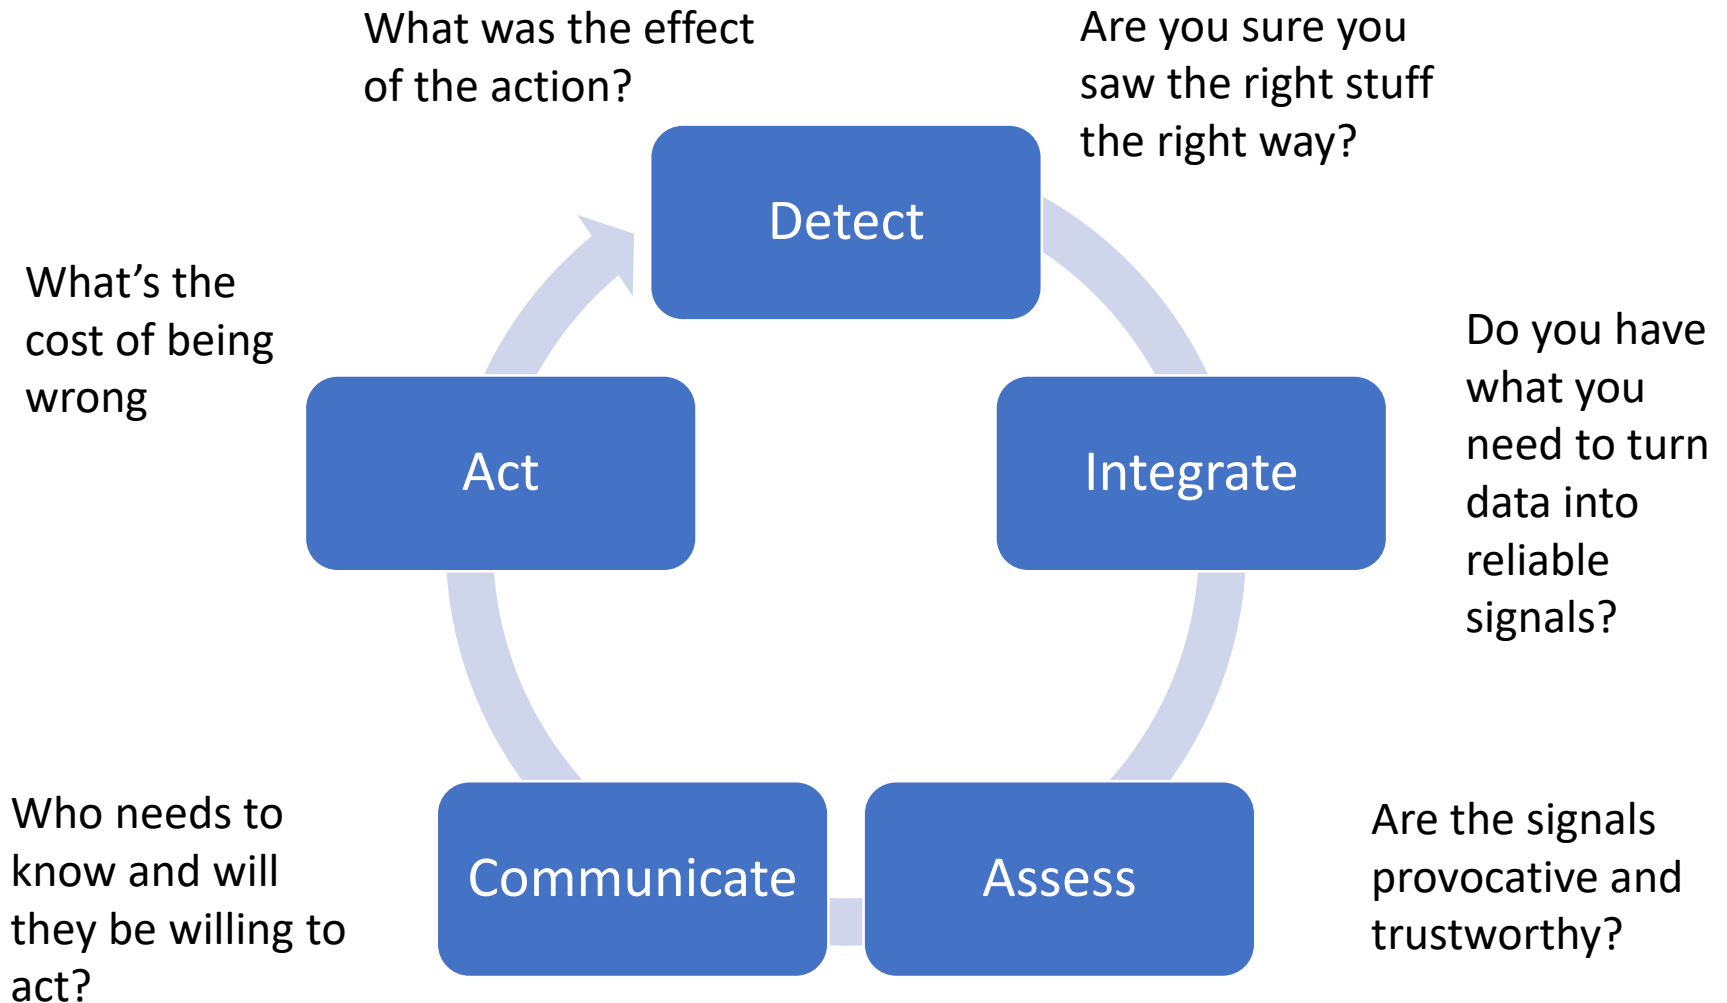 What was the effect
of the action?
Are you sure you
saw the right stuff
the right way?
Detect
What’s the
cost of being
wrong
Do you have
what you
need to turn
data into
reliable
signals?
Act
Integrate
Who needs to
know and will
they be willing to
act?
Communicate
Assess
Are the signals
provocative and
trustworthy?